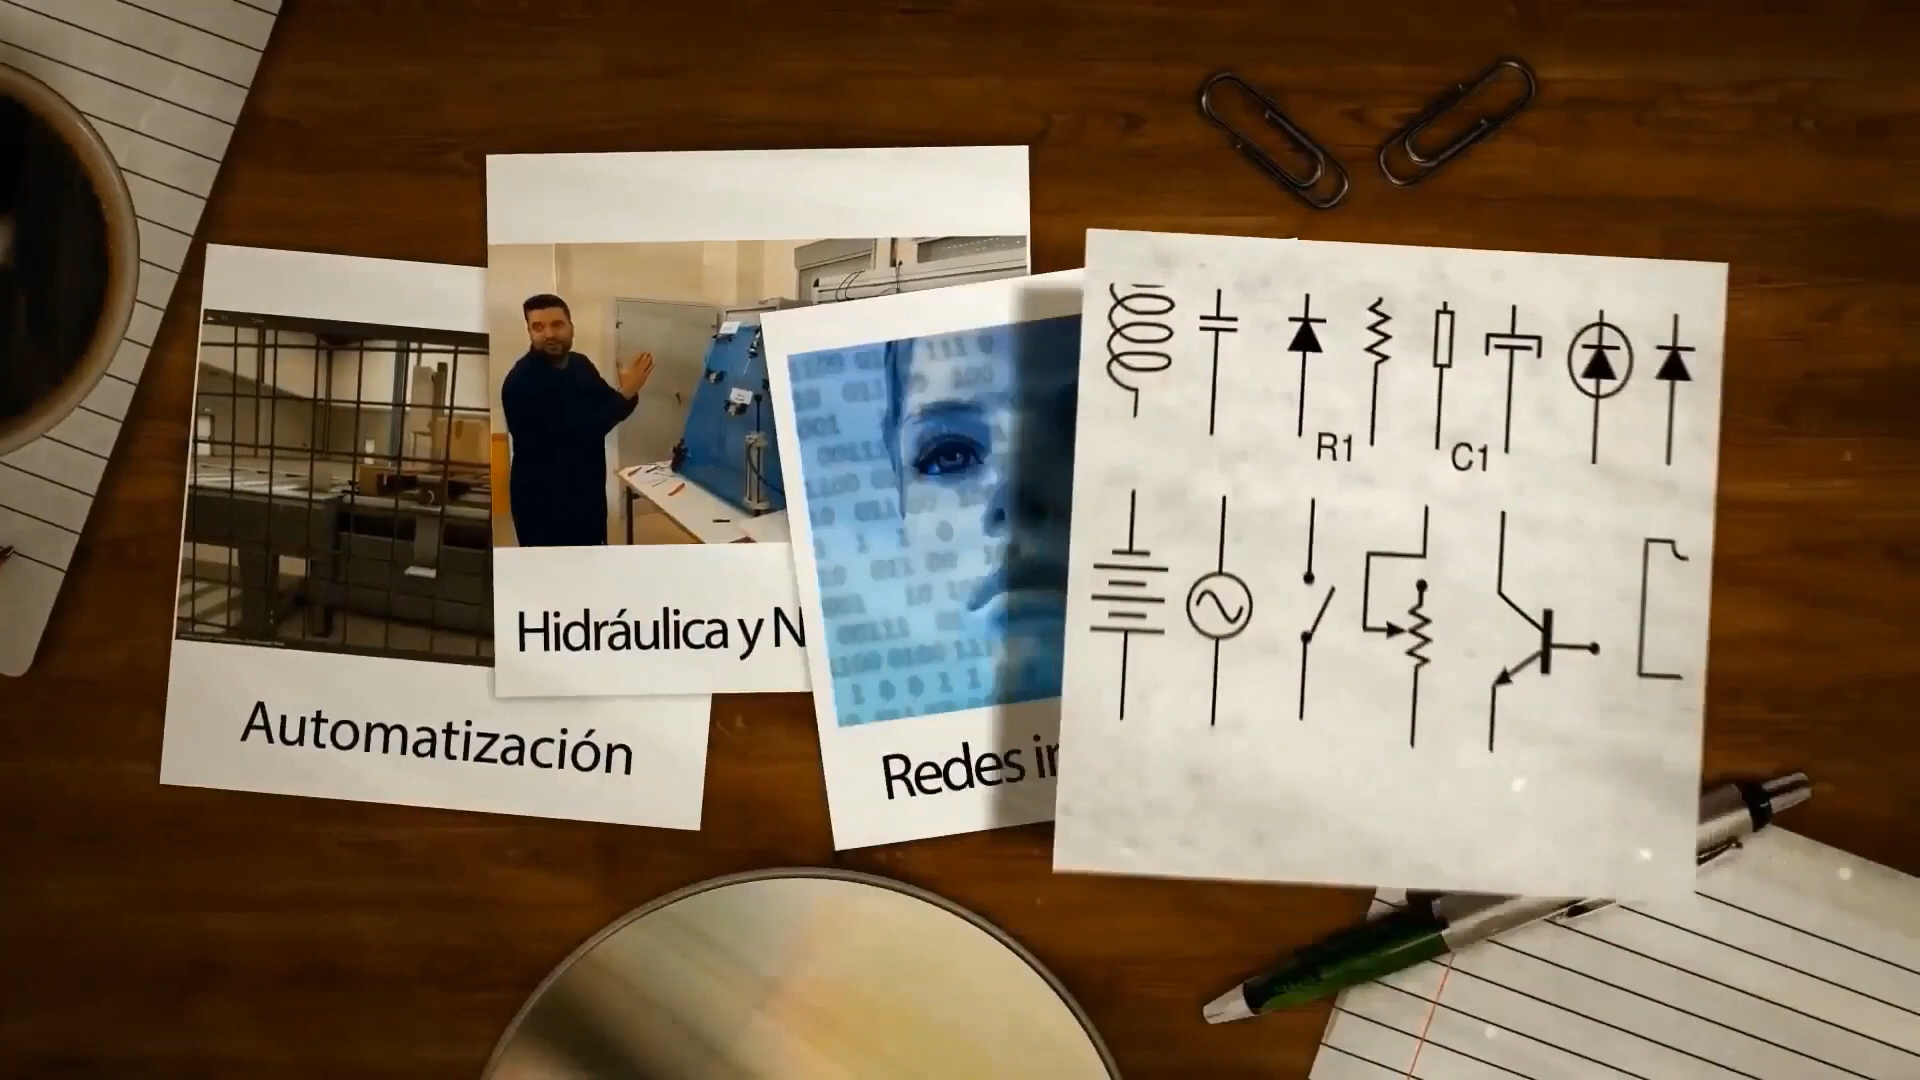 Automatización
Hidráulica y N
Redes in
R1
C1